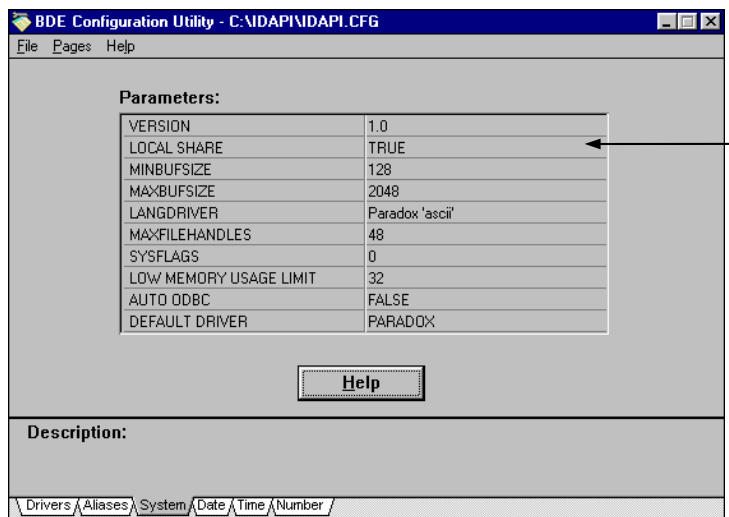 BDE Configuration Utility - C:\IDAPI\IDAPI.CFG
File Pages Help
Parameters:
VERSION 1.0
LOCAL SHARE TRUE
MINBUFSIZE 128
MAXBUFSIZE 2048
LANGDRIVER Paradox 'ascii'
MAXFILEHANDLES 48
SYSFLAGS 0
LOW MEMORY USAGE LIMIT 32
AUTO ODBC FALSE
DEFAULT DRIVER PARADOX
Help
Description:
Drivers Aliases System Date Time Number